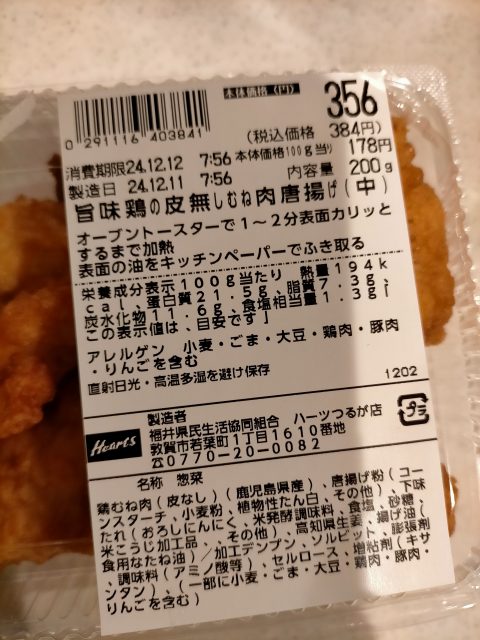 本体価格(円) 356
0 291116 403841
(税込価格 384円)
消費期限24.12.12 7:56 本体価格100g当り 178円
製造日 24.12.11 7:56 内容量 200g
旨味鶏の皮無しむね肉唐揚げ(中)
オーブントースターで1〜2分表面カリッと
するまで加熱
表面の油をキッチンペーパーでふき取る
栄養成分表示100g当たり 熱量194k
cal、蛋白質21.5g、脂質7.3g、
炭水化物11.6g、食塩相当量1.3g[
この表示値は、目安です]
アレルゲン 小麦・ごま・大豆・鶏肉・豚肉
・りんごを含む
直射日光・高温多湿を避け保存 1202
製造者
福井県民生活協同組合 ハーツつるが店
敦賀市若葉町1丁目1610番地
☎0770-20-0082
Hearts
プラ
名称 惣菜
鶏むね肉(皮なし)(鹿児島県産)、唐揚げ粉(コー
ンスターチ、小麦粉、植物性たん白、その他)、下味
たれ(おろしにんにく、米発酵調味料、食塩、砂糖、
米こうじ加工品、その他)、高知県生姜、揚げ油(
食用なたね油)/加工デンプン、ソルビット、膨張剤
、調味料(アミノ酸等)、セルロース、増粘剤(キサ
ンタン)、(一部に小麦・ごま・大豆・鶏肉・豚肉・
りんごを含む)